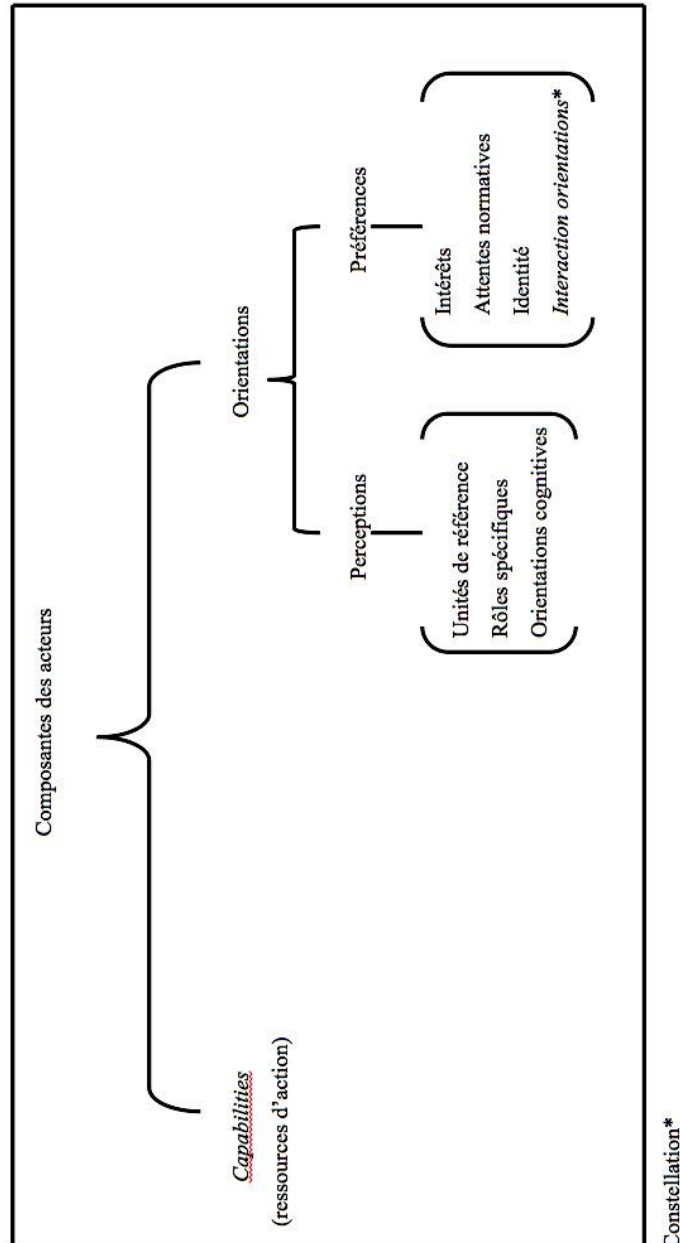 Composantes des acteurs
Capabilities
(ressources d'action)
Orientations
Perceptions
Préférences
Unités de référence
Rôles spécifiques
Orientations cognitives
Intérêts
Attentes normatives
Identité
Interaction orientations*
Constellation*